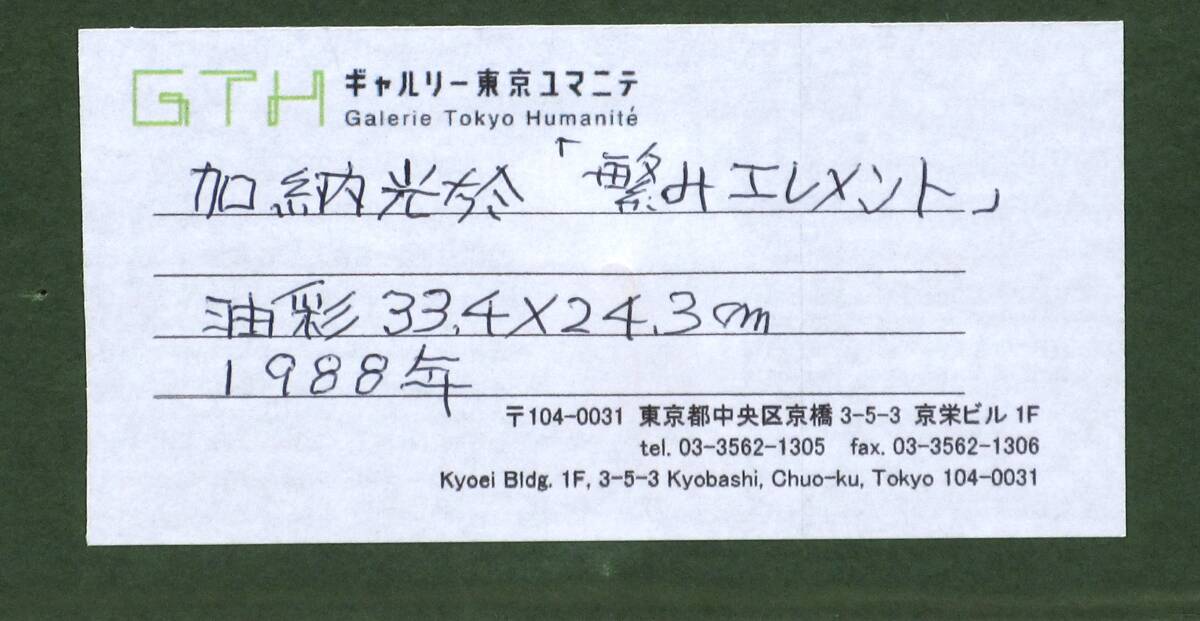 GTH ギャルリー東京ユマニテ
Galerie Tokyo Humanité
加納光於「繁みエレメント」
油彩 33.4×24.3cm
1988年
〒104-0031 東京都中央区京橋 3-5-3 京栄ビル 1F
tel. 03-3562-1305 fax. 03-3562-1306
Kyoei Bldg. 1F, 3-5-3 Kyobashi, Chuo-ku, Tokyo 104-0031